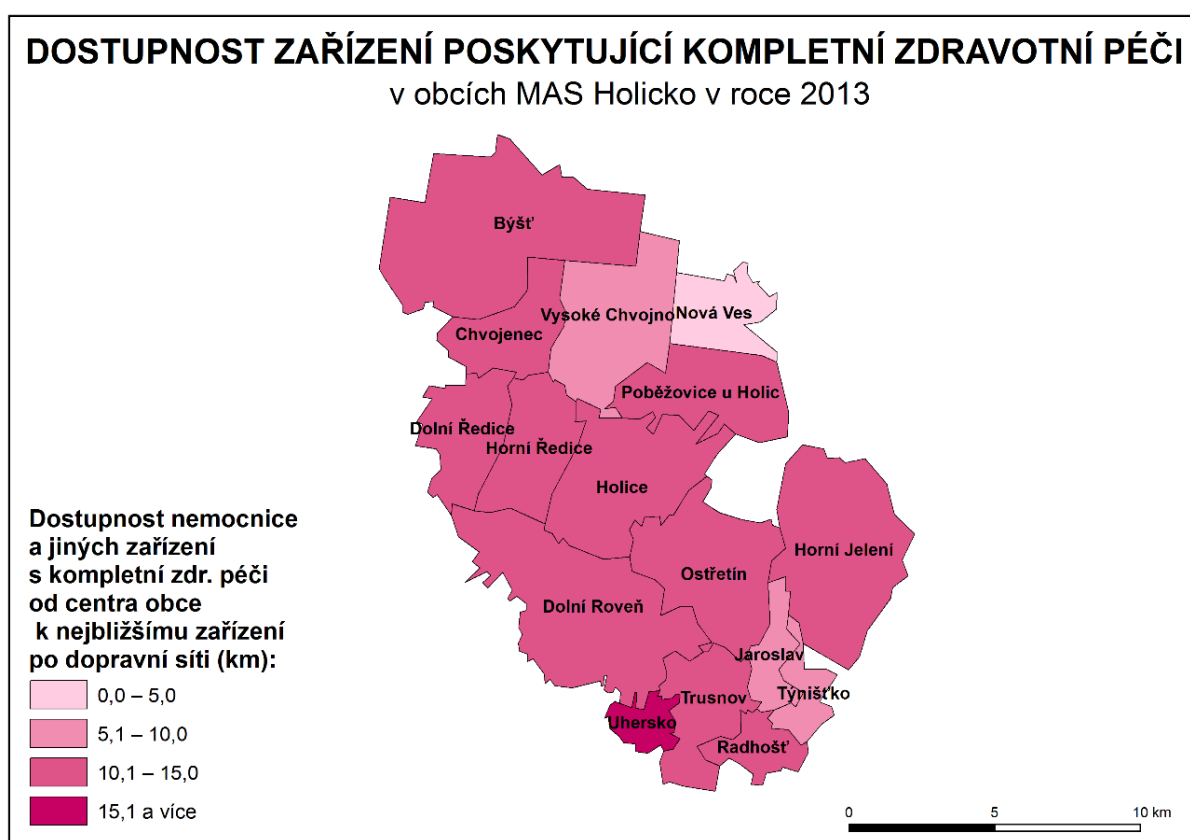 DOSTUPNOST ZAŘÍZENÍ POSKYTUJÍCÍ KOMPLETNÍ ZDRAVOTNÍ PÉČI
v obcích MAS Holicko v roce 2013
Býšť
Vysoké Chvojno
Nová Ves
Chvojenec
Poběžovice u Holic
Dolní Ředice
Horní Ředice
Holice
Horní Jelení
Ostřetín
Dolní Roveň
Jaroslav
Týnišťko
Trusnov
Uhersko
Radhošť
Dostupnost nemocnice
a jiných zařízení
s kompletní zdr. péči
od centra obce
k nejbližšímu zařízení
po dopravní síti (km):
0,0 – 5,0
5,1 – 10,0
10,1 – 15,0
15,1 a více
0 5 10 km